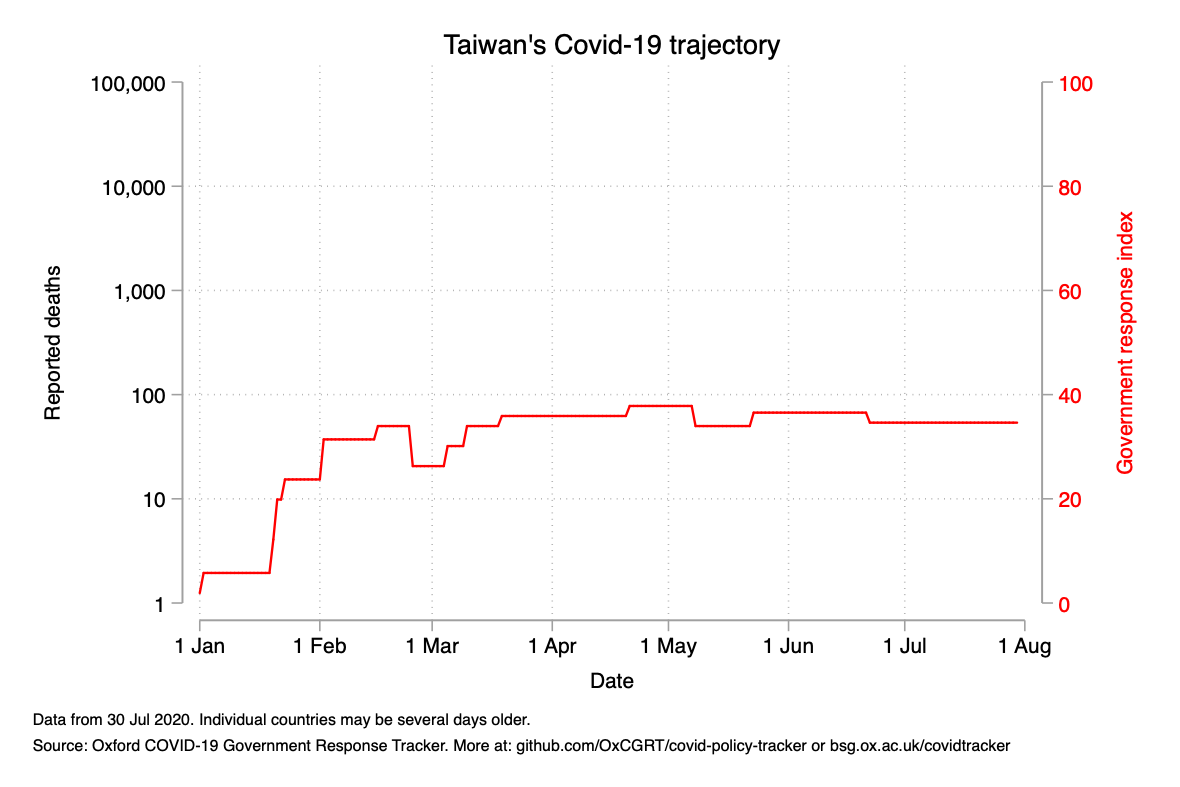 Taiwan's Covid-19 trajectory
100,000
10,000
1,000
100
10
1
Reported deaths
100
80
60
40
20
0
Government response index
1 Jan 1 Feb 1 Mar 1 Apr 1 May 1 Jun 1 Jul 1 Aug
Date
Data from 30 Jul 2020. Individual countries may be several days older.
Source: Oxford COVID-19 Government Response Tracker. More at: github.com/OxCGRT/covid-policy-tracker or bsg.ox.ac.uk/covidtracker